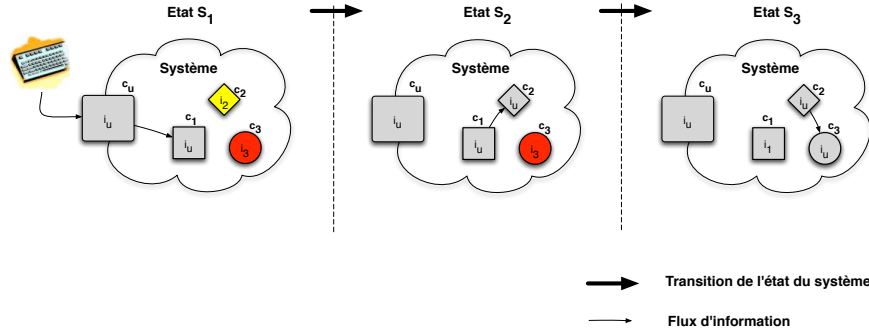 Etat S1
Etat S2
Etat S3
Système
Système
Système
cu
c2
cu
c2
cu
c2
i2
iu
iu
c1
c3
c1
c3
c1
c3
iu
iu
iu
iu
i3
iu
i3
i1
iu
Transition de l'état du système
Flux d'information